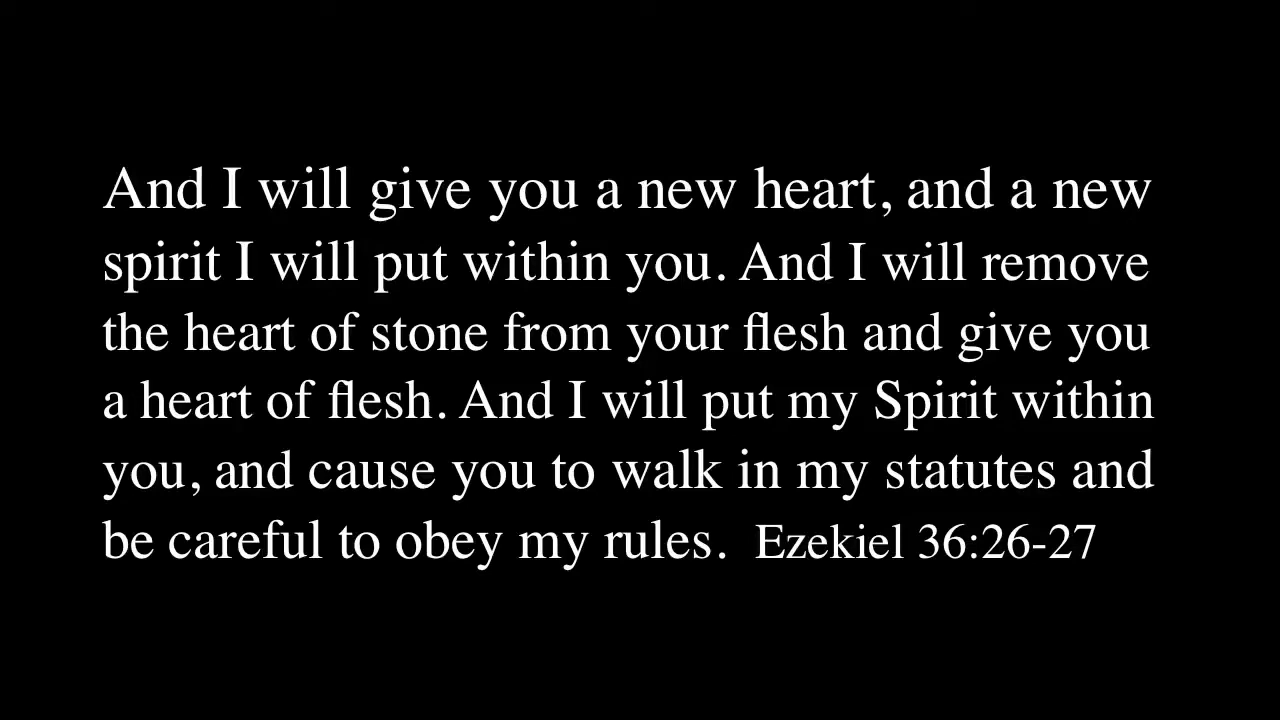 And I will give you a new heart, and a new
spirit I will put within you. And I will remove
the heart of stone from your flesh and give you
a heart of flesh. And I will put my Spirit within
you, and cause you to walk in my statutes and
be careful to obey my rules.  Ezekiel 36:26-27